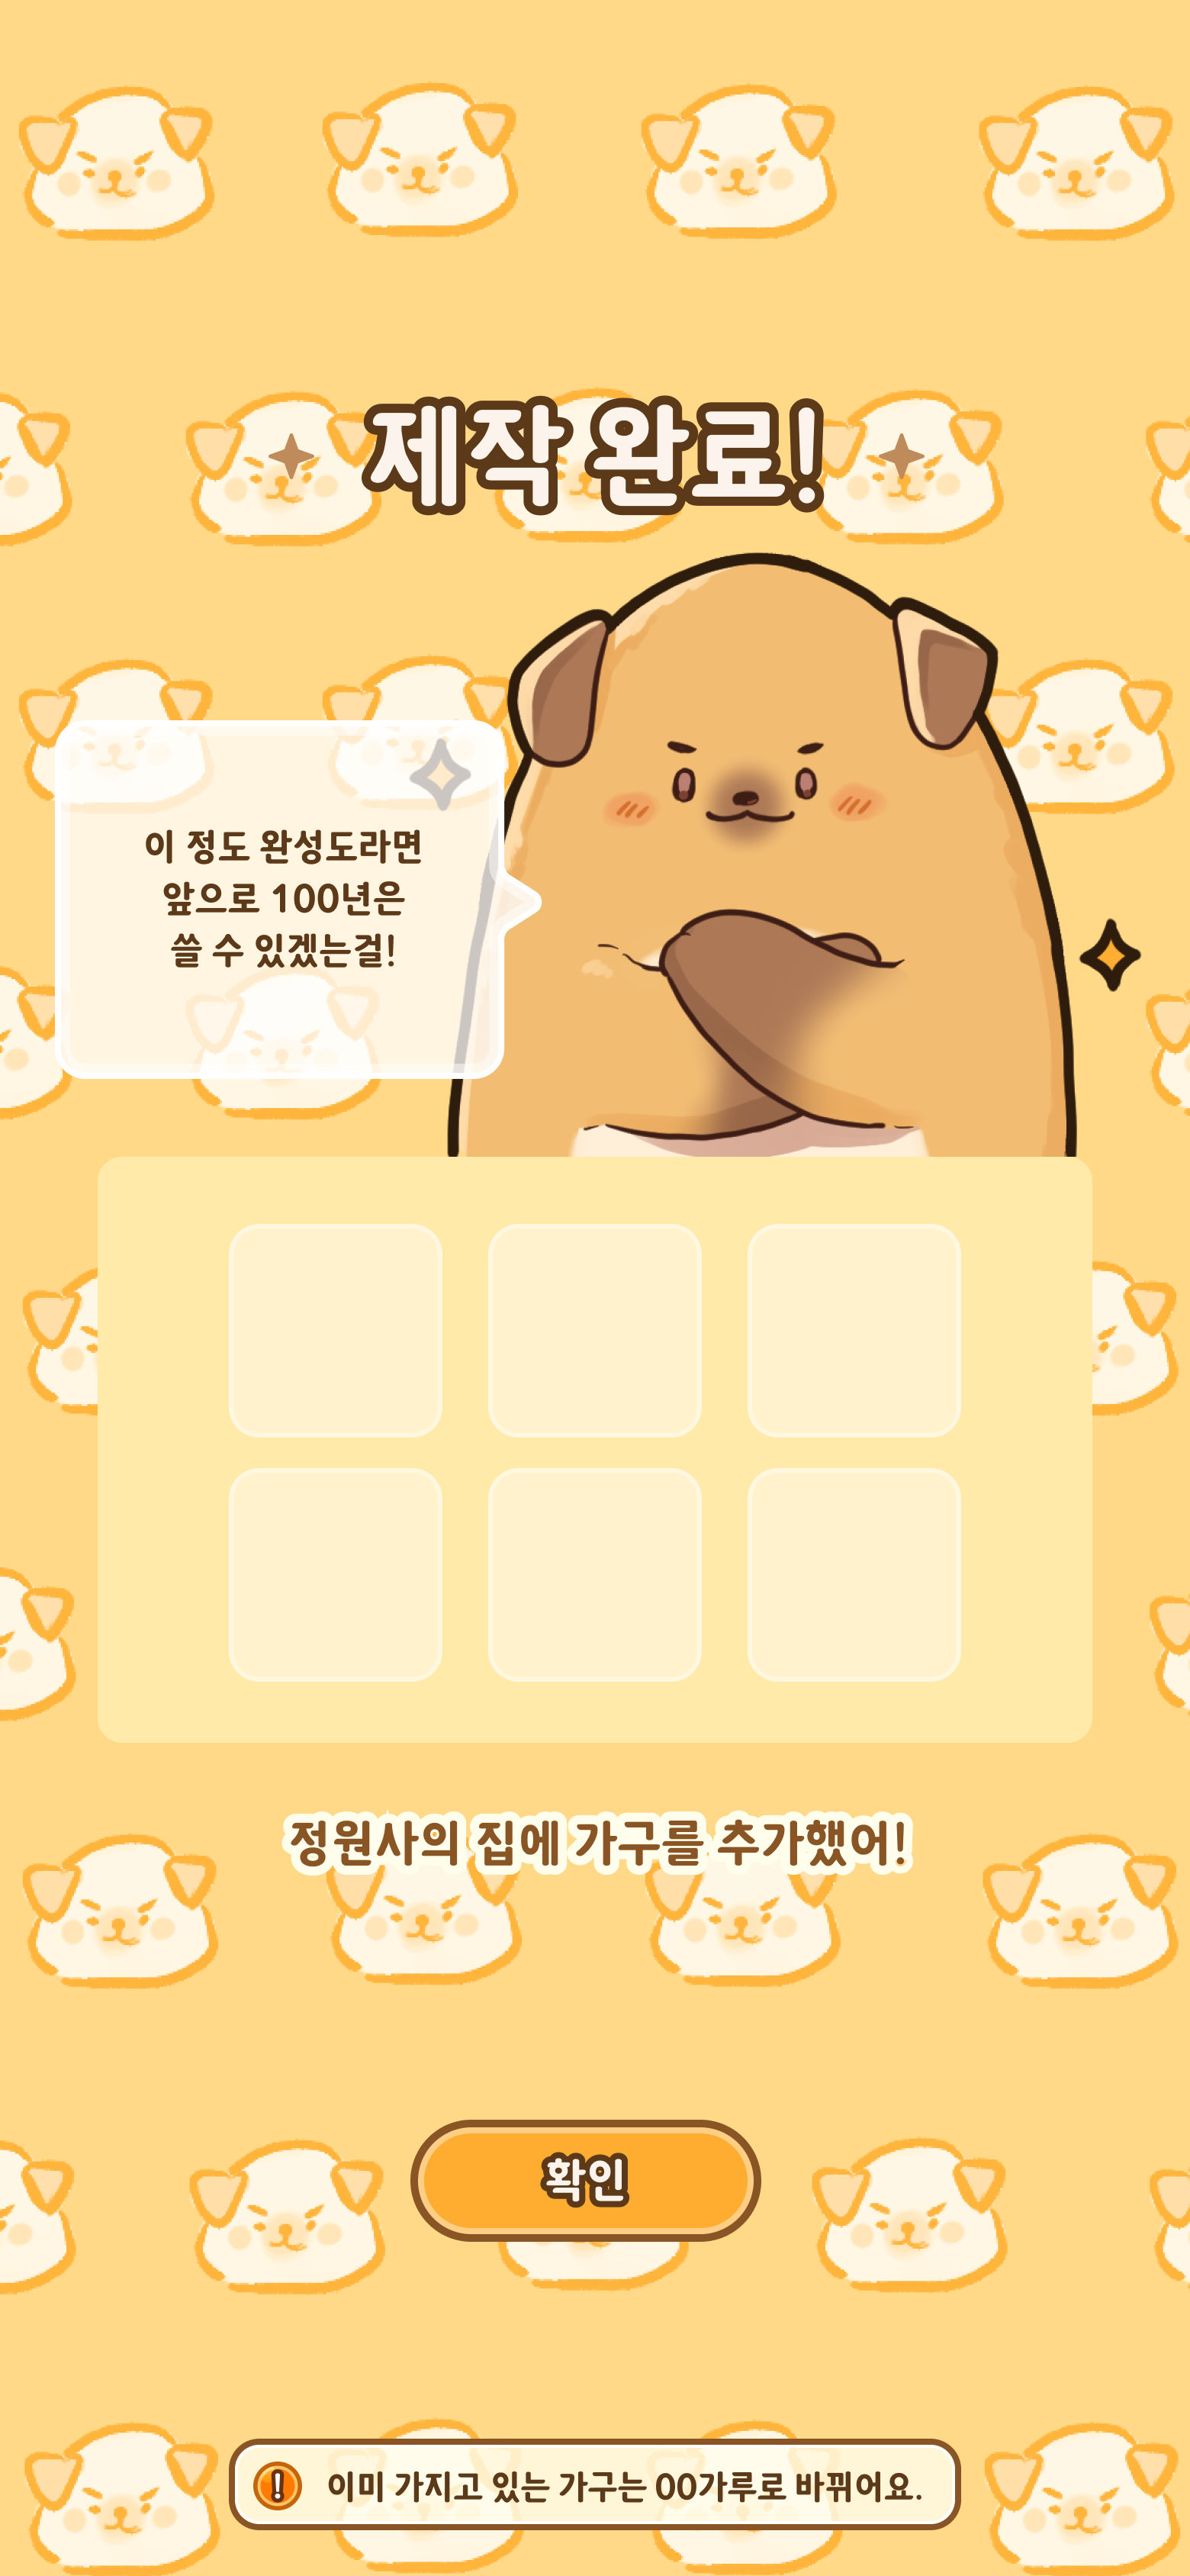 제작 완료!
이 정도 완성도라면
앞으로 100년은
쓸 수 있겠는걸!
정원사의 집에 가구를 추가했어!
확인
이미 가지고 있는 가구는 00가루로 바뀌어요.